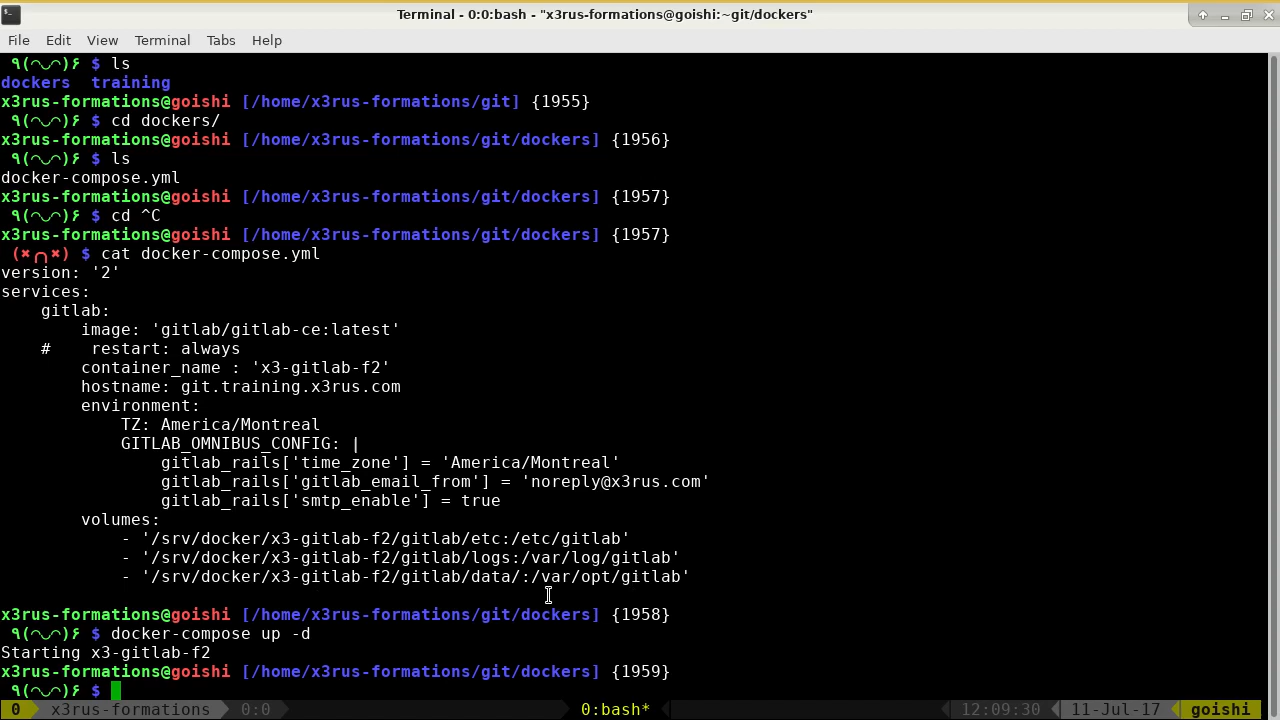 Terminal - 0:0:bash - "x3rus-formations@goishi:~git/dockers"
File Edit View Terminal Tabs Help
٩(◠◡◠)۶ $ ls
dockers  training
x3rus-formations@goishi [/home/x3rus-formations/git] {1955}
٩(◠◡◠)۶ $ cd dockers/
x3rus-formations@goishi [/home/x3rus-formations/git/dockers] {1956}
٩(◠◡◠)۶ $ ls
docker-compose.yml
x3rus-formations@goishi [/home/x3rus-formations/git/dockers] {1957}
٩(◠◡◠)۶ $ cd ^C
x3rus-formations@goishi [/home/x3rus-formations/git/dockers] {1957}
(✖╭╮✖) $ cat docker-compose.yml
version: '2'
services:
    gitlab:
        image: 'gitlab/gitlab-ce:latest'
    #    restart: always
        container_name : 'x3-gitlab-f2'
        hostname: git.training.x3rus.com
        environment:
            TZ: America/Montreal
            GITLAB_OMNIBUS_CONFIG: |
                gitlab_rails['time_zone'] = 'America/Montreal'
                gitlab_rails['gitlab_email_from'] = 'noreply@x3rus.com'
                gitlab_rails['smtp_enable'] = true
        volumes:
            - '/srv/docker/x3-gitlab-f2/gitlab/etc:/etc/gitlab'
            - '/srv/docker/x3-gitlab-f2/gitlab/logs:/var/log/gitlab'
            - '/srv/docker/x3-gitlab-f2/gitlab/data/:/var/opt/gitlab'
x3rus-formations@goishi [/home/x3rus-formations/git/dockers] {1958}
٩(◠◡◠)۶ $ docker-compose up -d
Starting x3-gitlab-f2
x3rus-formations@goishi [/home/x3rus-formations/git/dockers] {1959}
٩(◠◡◠)۶ $
0 x3rus-formations 0:0 0:bash* 12:09:30 11-Jul-17 goishi